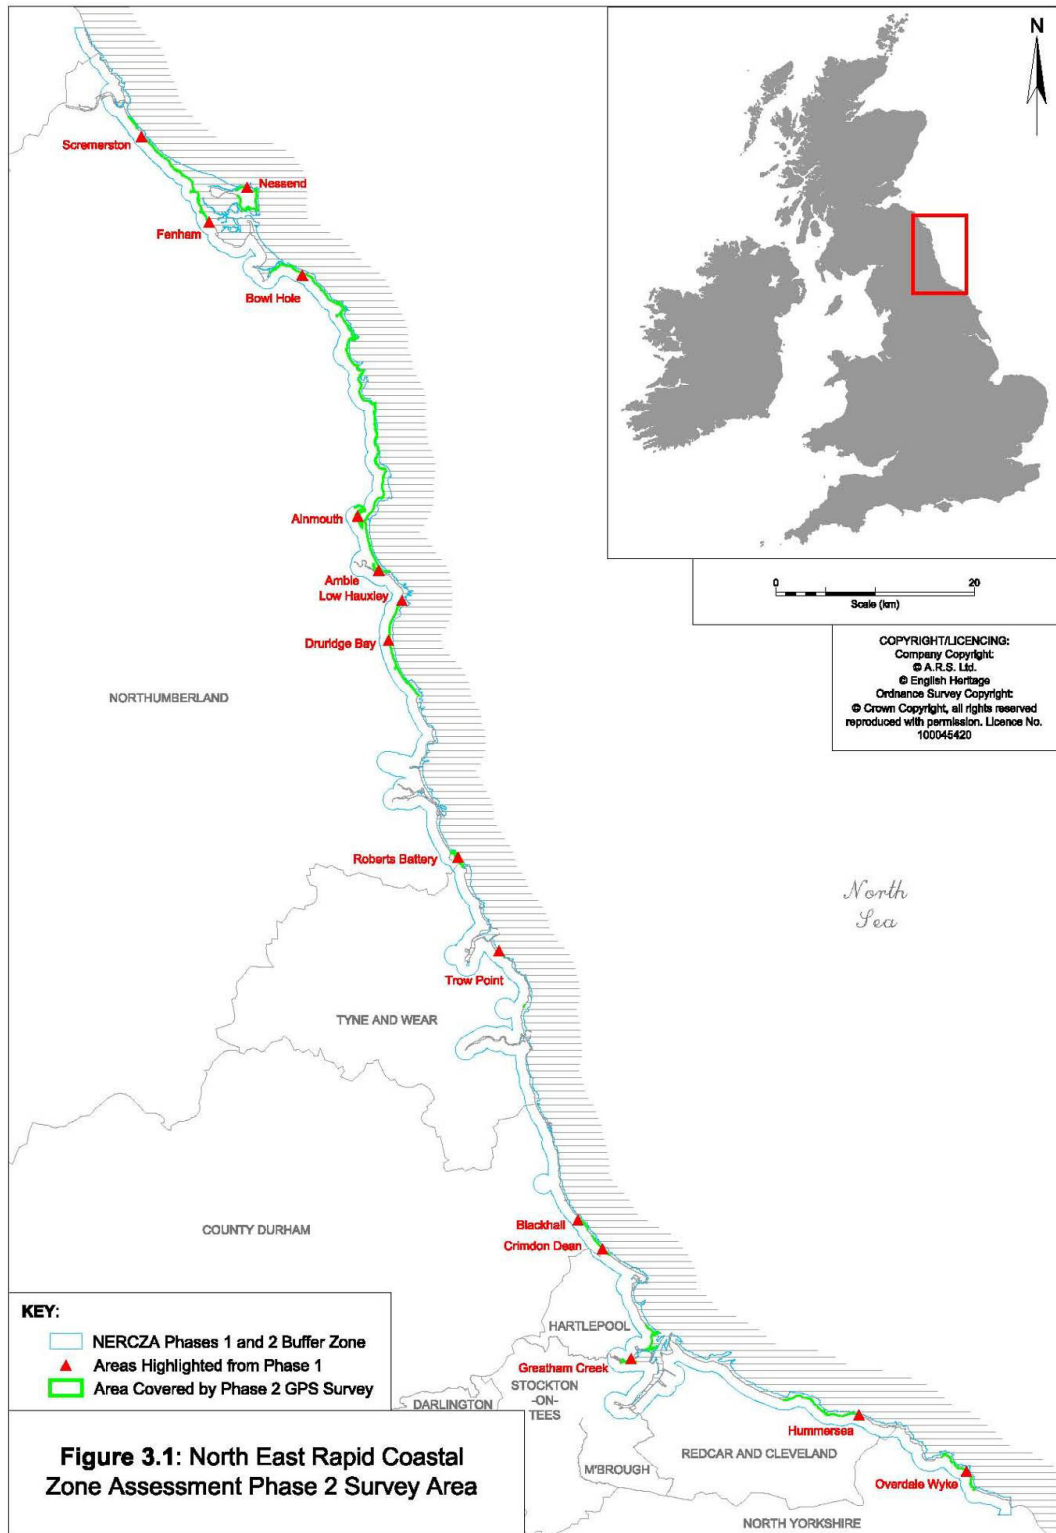 N
Scremerston
Nessend
Fenham
Bowl Hole
Alnmouth
Amble
Low Hauxley
Druridge Bay
NORTHUMBERLAND
Roberts Battery
Trow Point
TYNE AND WEAR
North
Sea
0 20
Scale (km)
COPYRIGHT/LICENCING:
Company Copyright:
© A.R.S. Ltd.
© English Heritage
Ordnance Survey Copyright:
© Crown Copyright, all rights reserved
reproduced with permission. Licence No.
100045420
COUNTY DURHAM
Blackhall
Crimdon Dean
HARTLEPOOL
Greatham Creek
STOCKTON
-ON-
TEES
DARLINGTON
Hummersea
REDCAR AND CLEVELAND
M'BROUGH
Overdale Wyke
NORTH YORKSHIRE
KEY:
NERCZA Phases 1 and 2 Buffer Zone
Areas Highlighted from Phase 1
Area Covered by Phase 2 GPS Survey
Figure 3.1: North East Rapid Coastal
Zone Assessment Phase 2 Survey Area